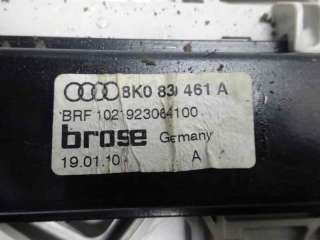 8K0 83 461 A
BRF 1021923064100
brose Germany
19.01.10 A